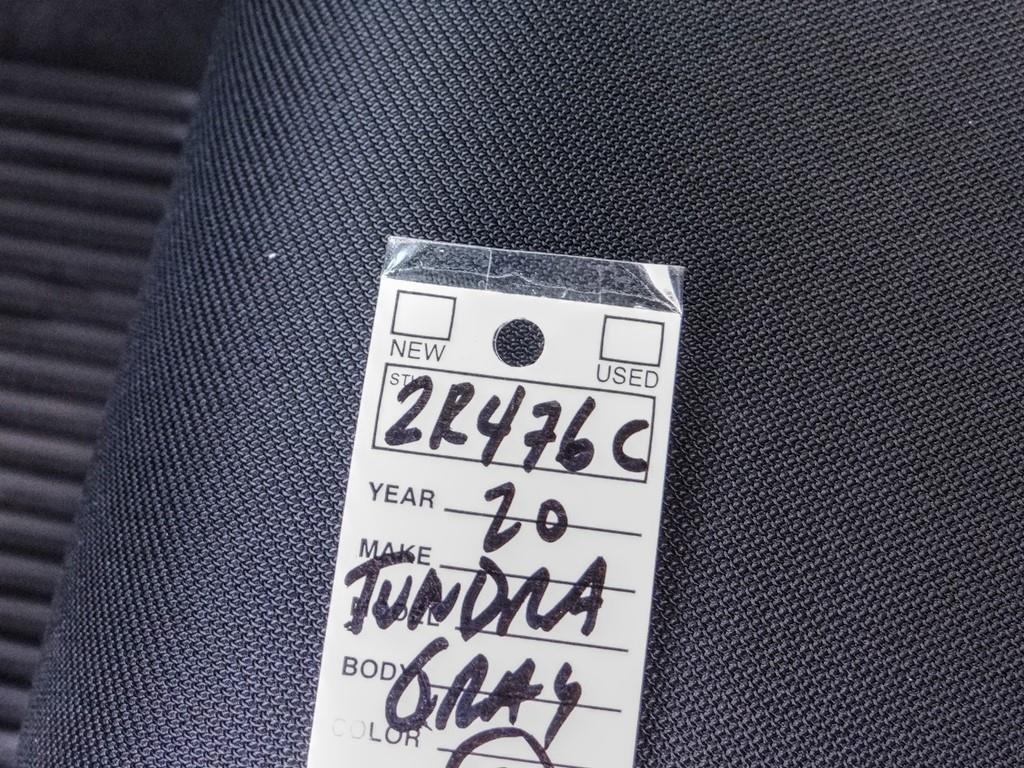 NEW USED
2R476C
YEAR 20
MAKE
TUNDRA
BODY GRAY
COLOR